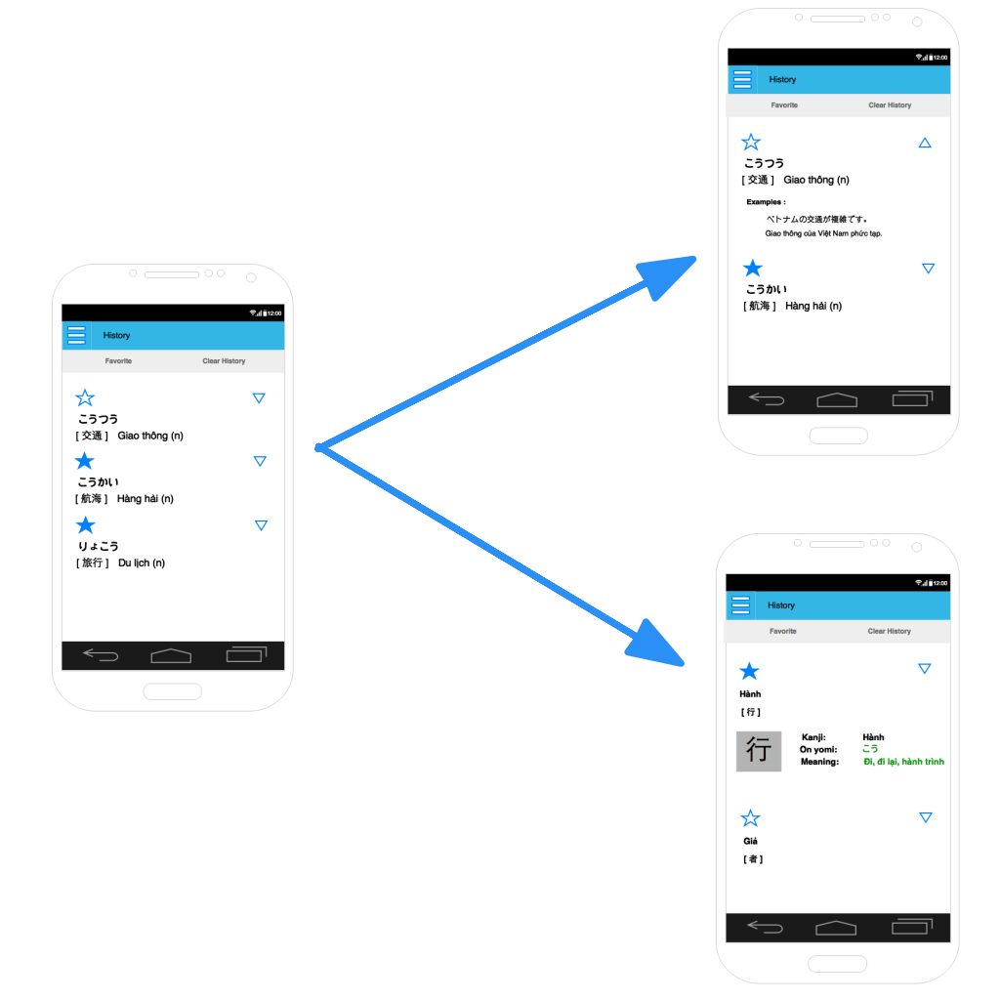 12:00
History
Favorite Clear History
こうつう
[ 交通 ] Giao thông (n)
こうかい
[ 航海 ] Hàng hải (n)
りょこう
[ 旅行 ] Du lịch (n)
12:00
History
Favorite Clear History
こうつう
[ 交通 ] Giao thông (n)
Examples :
ベトナムの交通が複雑です。
Giao thông của Việt Nam phức tạp.
こうかい
[ 航海 ] Hàng hải (n)
12:00
History
Favorite Clear History
Hành
[ 行 ]
行
Kanji: Hành
On yomi: こう
Meaning: Đi, đi lại, hành trình
Giả
[ 者 ]